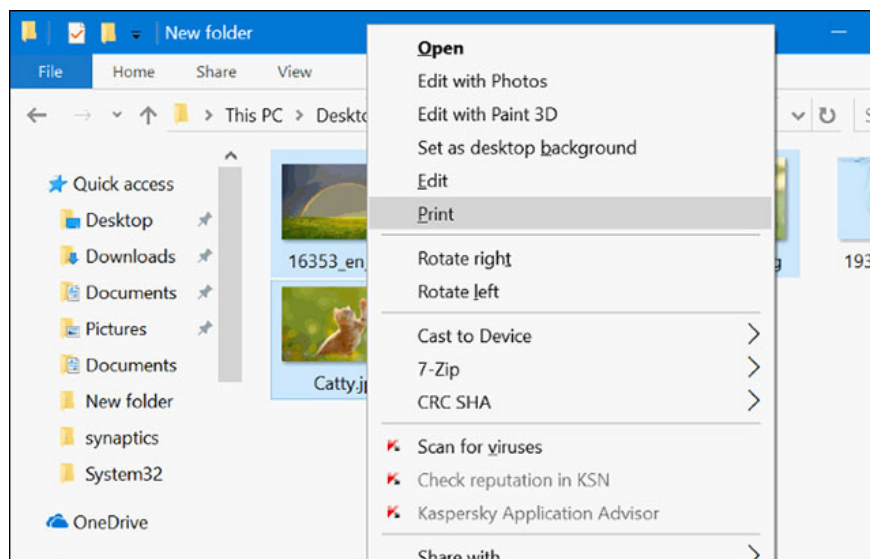 New folder
File Home Share View
This PC > Deskto
Quick access
Desktop
Downloads
Documents
Pictures
Documents
New folder
synaptics
System32
OneDrive
16353_en_
g
193
Catty.jp
Open
Edit with Photos
Edit with Paint 3D
Set as desktop background
Edit
Print
Rotate right
Rotate left
Cast to Device
7-Zip
CRC SHA
Scan for viruses
Check reputation in KSN
Kaspersky Application Advisor
Share with